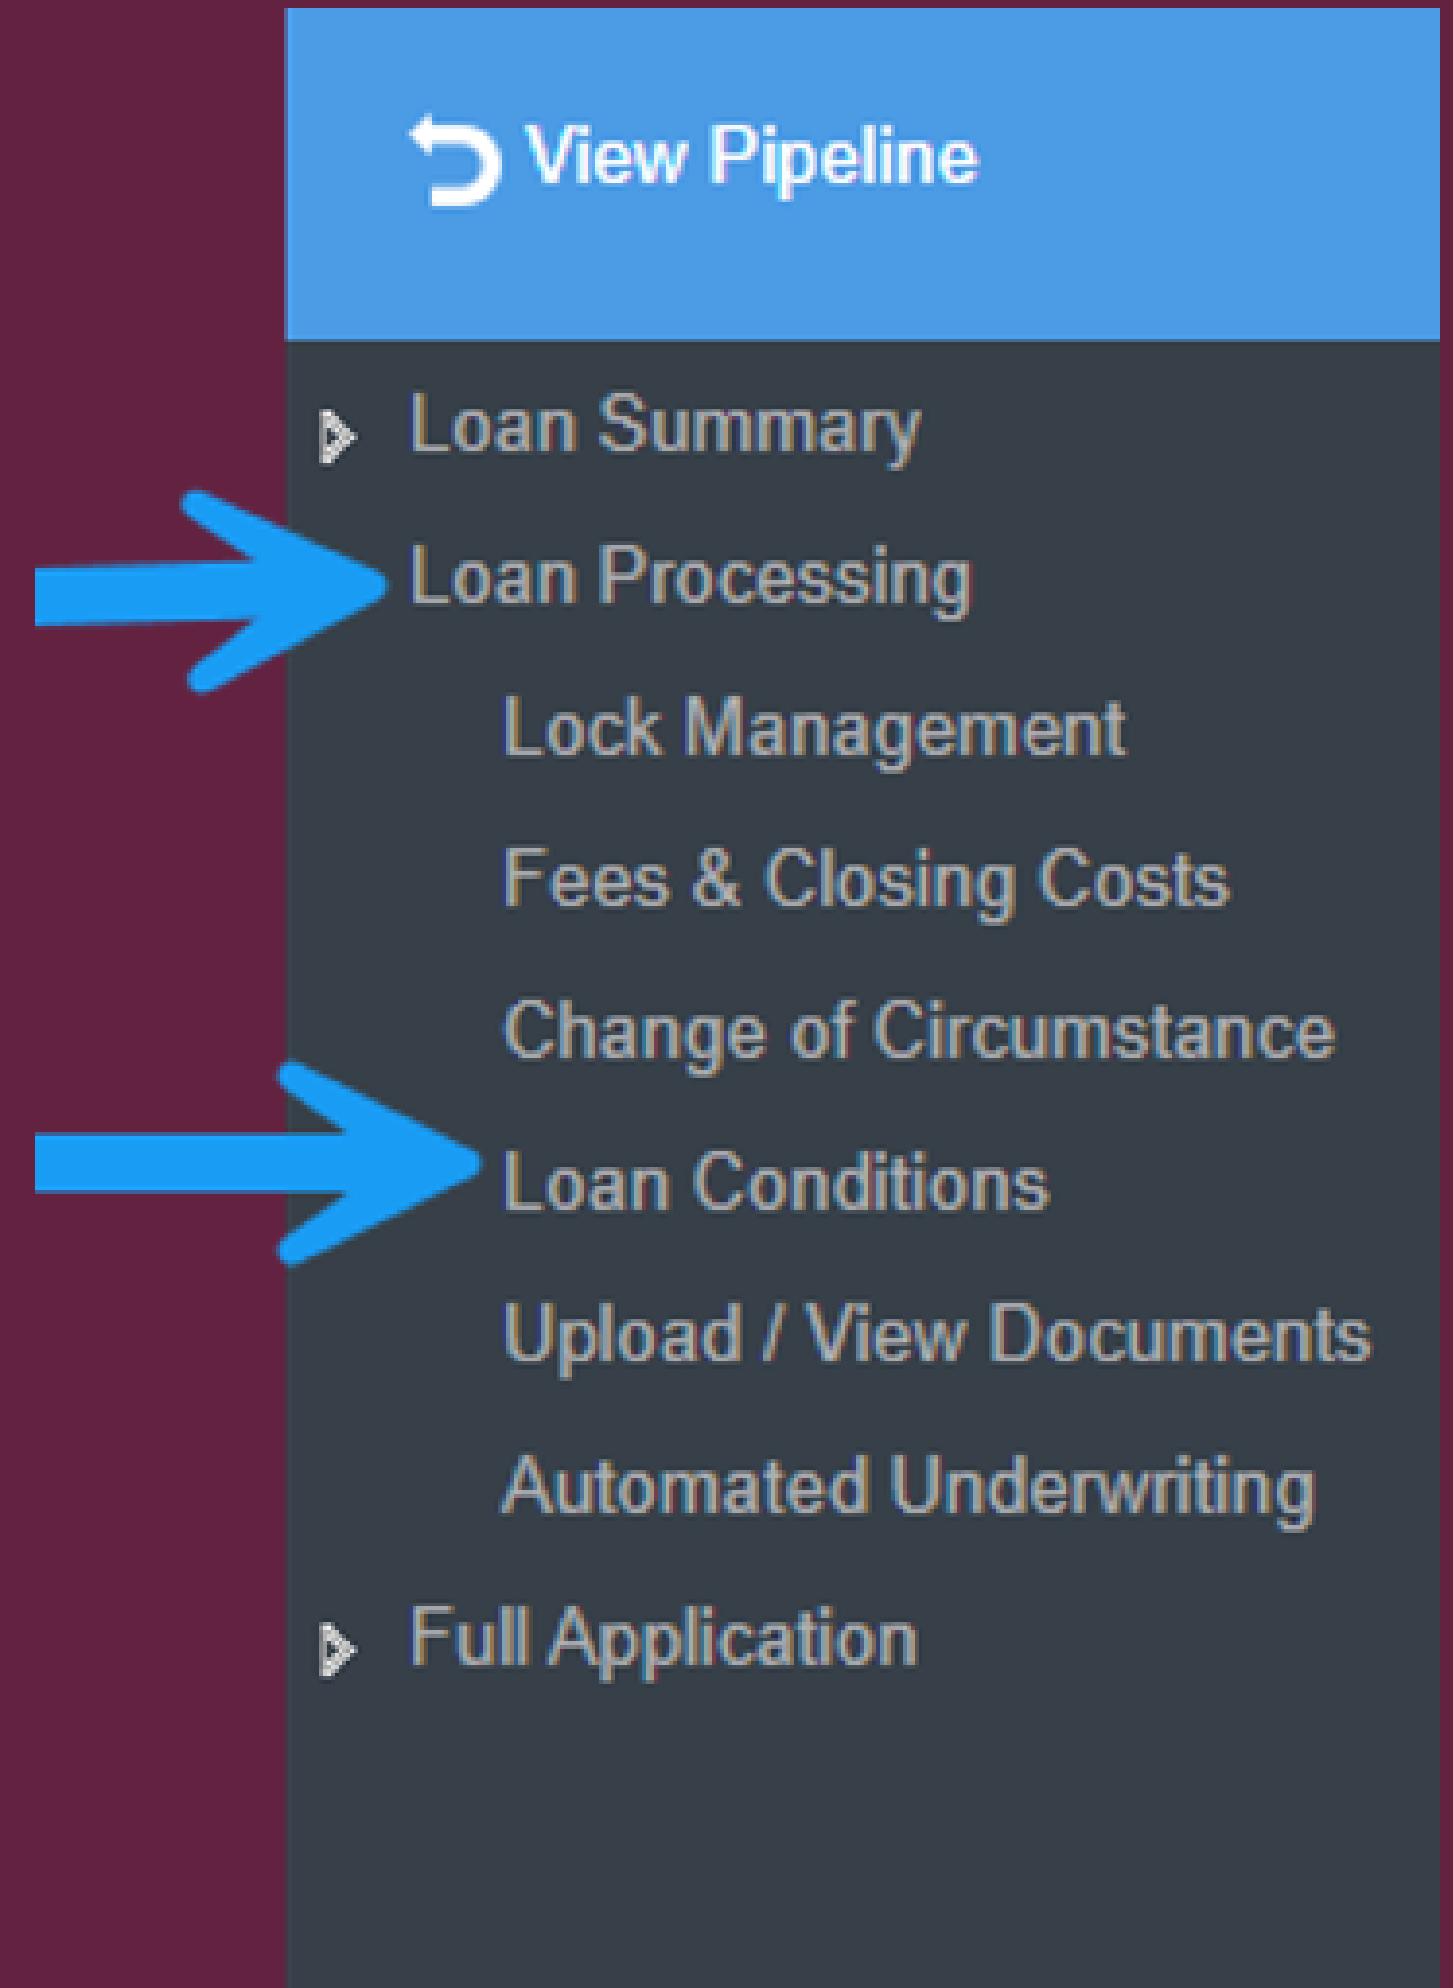 View Pipeline
Loan Summary
Loan Processing
Lock Management
Fees & Closing Costs
Change of Circumstance
Loan Conditions
Upload / View Documents
Automated Underwriting
Full Application